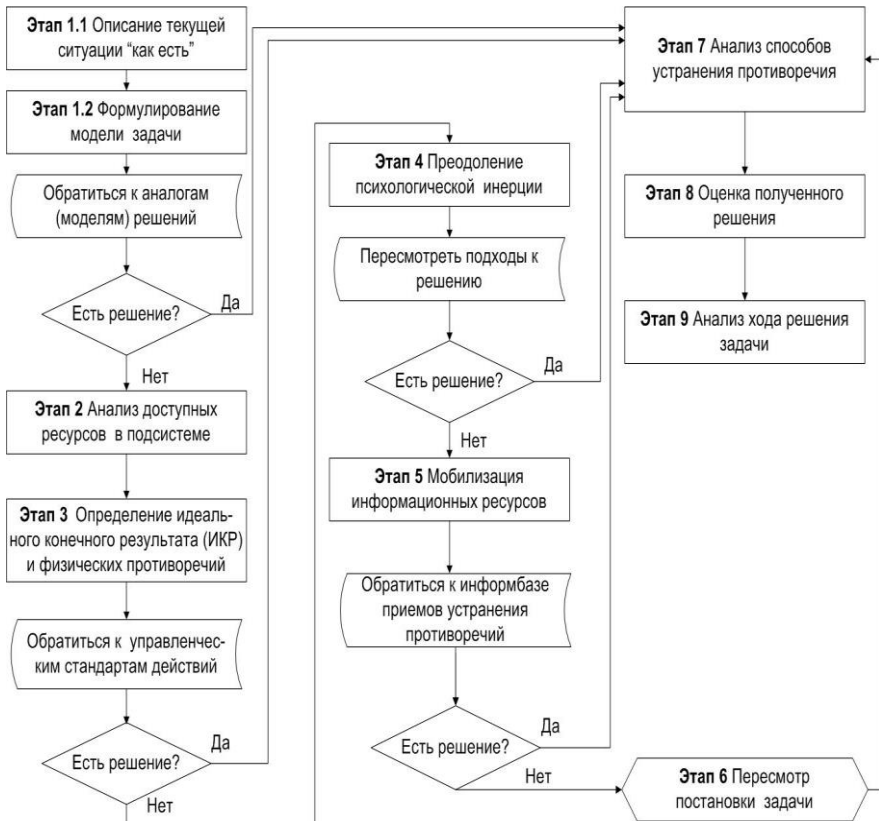 Этап 1.1 Описание текущей
ситуации “как есть”
Этап 1.2 Формулирование
модели задачи
Обратиться к аналогам
(моделям) решений
Есть решение?
Да
Нет
Этап 2 Анализ доступных
ресурсов в подсистеме
Этап 3 Определение идеаль-
ного конечного результата (ИКР)
и физических противоречий
Обратиться к управленчес-
ким стандартам действий
Есть решение?
Да
Нет
Этап 4 Преодоление
психологической инерции
Пересмотреть подходы к
решению
Есть решение?
Да
Нет
Этап 5 Мобилизация
информационных ресурсов
Обратиться к информбазе
приемов устранения
противоречий
Есть решение?
Да
Нет
Этап 6 Пересмотр
постановки задачи
Этап 7 Анализ способов
устранения противоречия
Этап 8 Оценка полученного
решения
Этап 9 Анализ хода решения
задачи